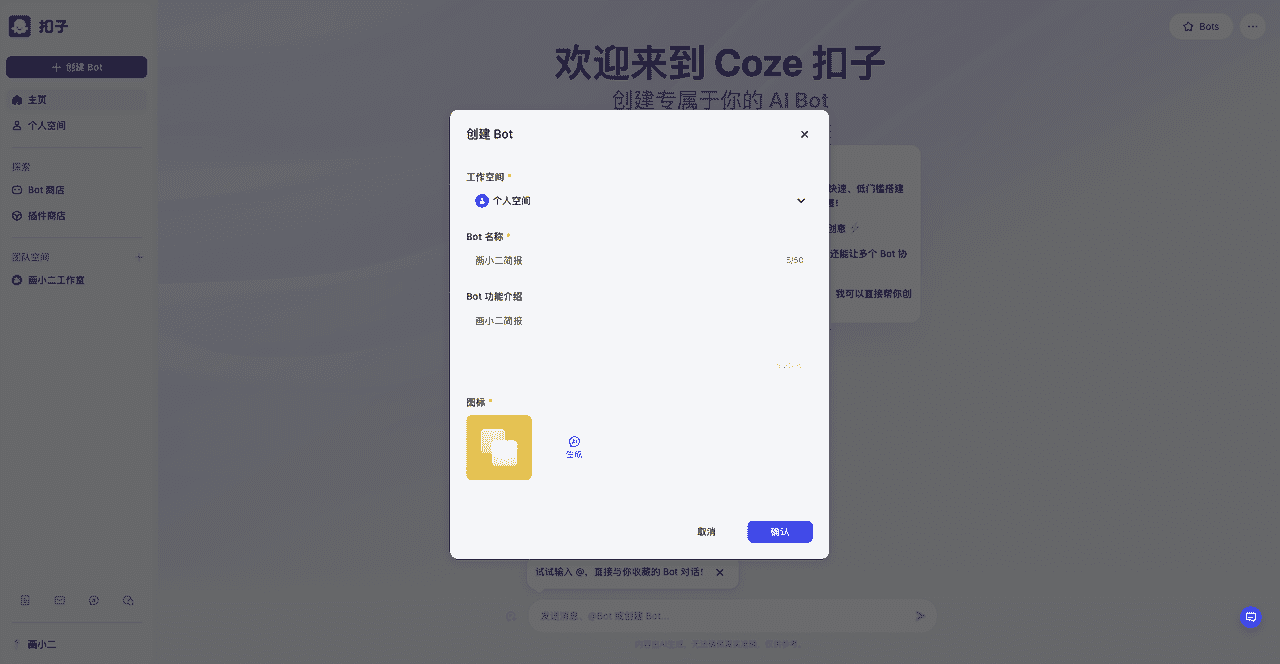 扣子
创建 Bot
主页
个人空间
探索
Bot 商店
插件商店
团队空间
画小二工作室
画小二
Bots
欢迎来到 Coze 扣子
创建专属于你的 AI Bot
快速、低门槛搭建
创意
还能让多个 Bot 协
我可以直接帮你创
创建 Bot
工作空间 *
个人空间
Bot 名称 *
画小二简报
5/50
Bot 功能介绍
画小二简报
图标 *
生成
取消
确认
试试输入 @，直接与你收藏的 Bot 对话!
发送消息、@Bot 或创建 Bot...